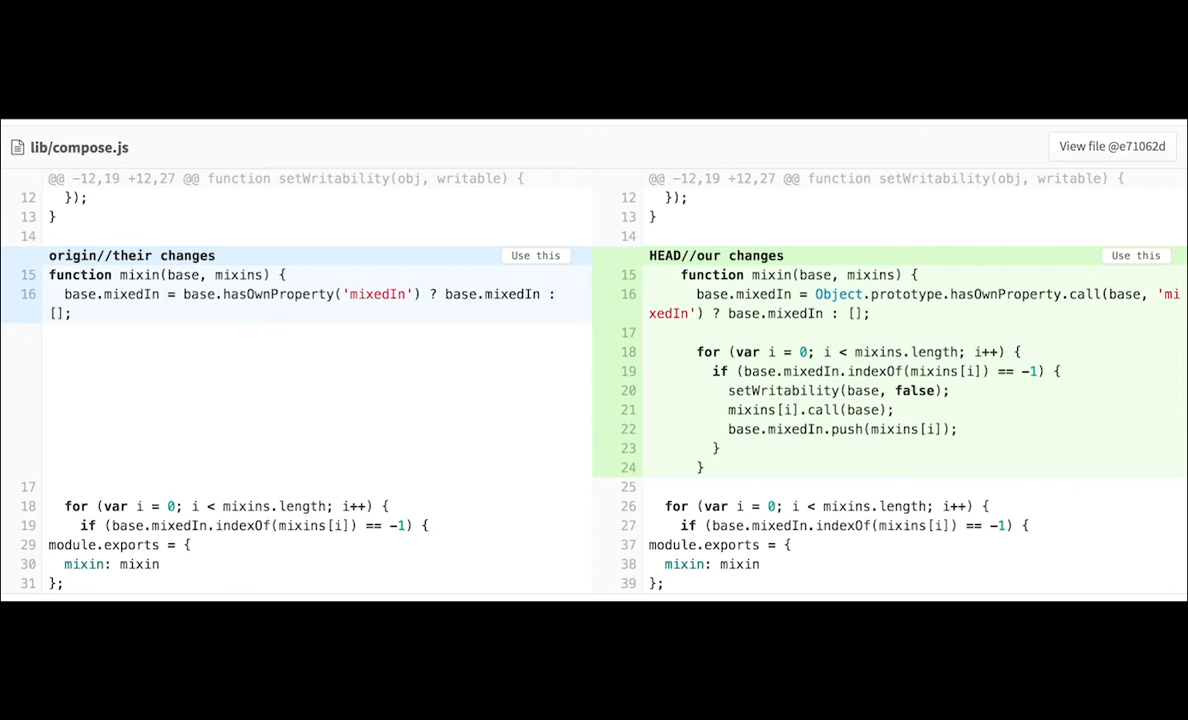 lib/compose.js
View file @e71062d
@@ -12,19 +12,27 @@ function setWritability(obj, writable) {
12 });
13 }
14
origin//their changes
Use this
15 function mixin(base, mixins) {
16 base.mixedIn = base.hasOwnProperty('mixedIn') ? base.mixedIn :
[];
17
18 for (var i = 0; i < mixins.length; i++) {
19 if (base.mixedIn.indexOf(mixins[i]) == -1) {
29 module.exports = {
30 mixin: mixin
31 };
@@ -12,19 +12,27 @@ function setWritability(obj, writable) {
12 });
13 }
14
HEAD//our changes
Use this
15 function mixin(base, mixins) {
16 base.mixedIn = Object.prototype.hasOwnProperty.call(base, 'mi
xedIn') ? base.mixedIn : [];
17
18 for (var i = 0; i < mixins.length; i++) {
19 if (base.mixedIn.indexOf(mixins[i]) == -1) {
20 setWritability(base, false);
21 mixins[i].call(base);
22 base.mixedIn.push(mixins[i]);
23 }
24 }
25
26 for (var i = 0; i < mixins.length; i++) {
27 if (base.mixedIn.indexOf(mixins[i]) == -1) {
37 module.exports = {
38 mixin: mixin
39 };